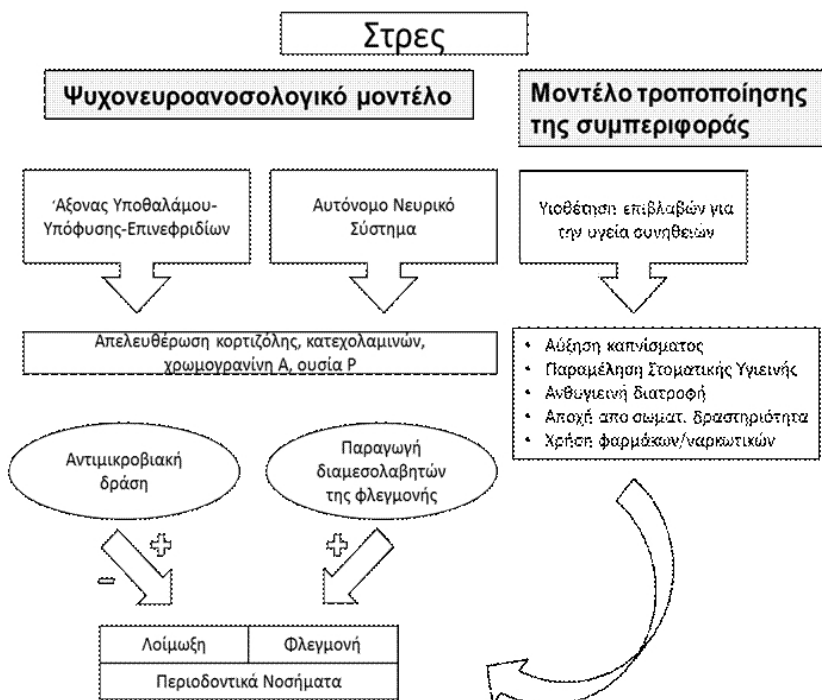 Στρες
Ψυχονευροανοσολογικό μοντέλο
Μοντέλο τροποποίησης
της συμπεριφοράς
Άξονας Υποθαλάμου-
Υπόφυσης-Επινεφριδίων
Αυτόνομο Νευρικό
Σύστημα
Υιοθέτηση επιβλαβών για
την υγεία συνηθειών
Απελευθέρωση κορτιζόλης, κατεχολαμινών,
χρωμογρανίνη Α, ουσία Ρ
• Αύξηση καπνίσματος
• Παραμέληση Στοματικής Υγιεινής
• Ανθυγιεινή διατροφή
• Αποχή απο σωματ. δραστηριότητα
• Χρήση φαρμάκων/ναρκωτικών
Αντιμικροβιακή
δράση
Παραγωγή
διαμεσολαβητών
της φλεγμονής
+
−
+
Λοίμωξη
Φλεγμονή
Περιοδοντικά Νοσήματα